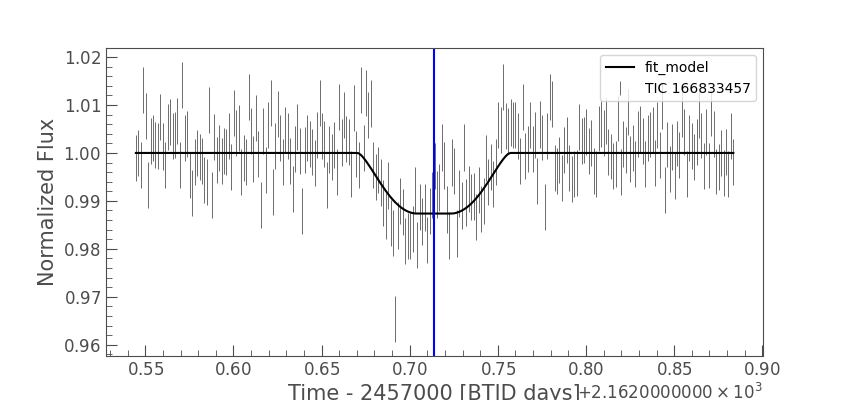 1.02
1.01
1.00
0.99
0.98
0.97
0.96
Normalized Flux
fit_model
TIC 166833457
0.55 0.60 0.65 0.70 0.75 0.80 0.85 0.90
Time - 2457000 [BTJD days]
+2.1620000000 × 10³